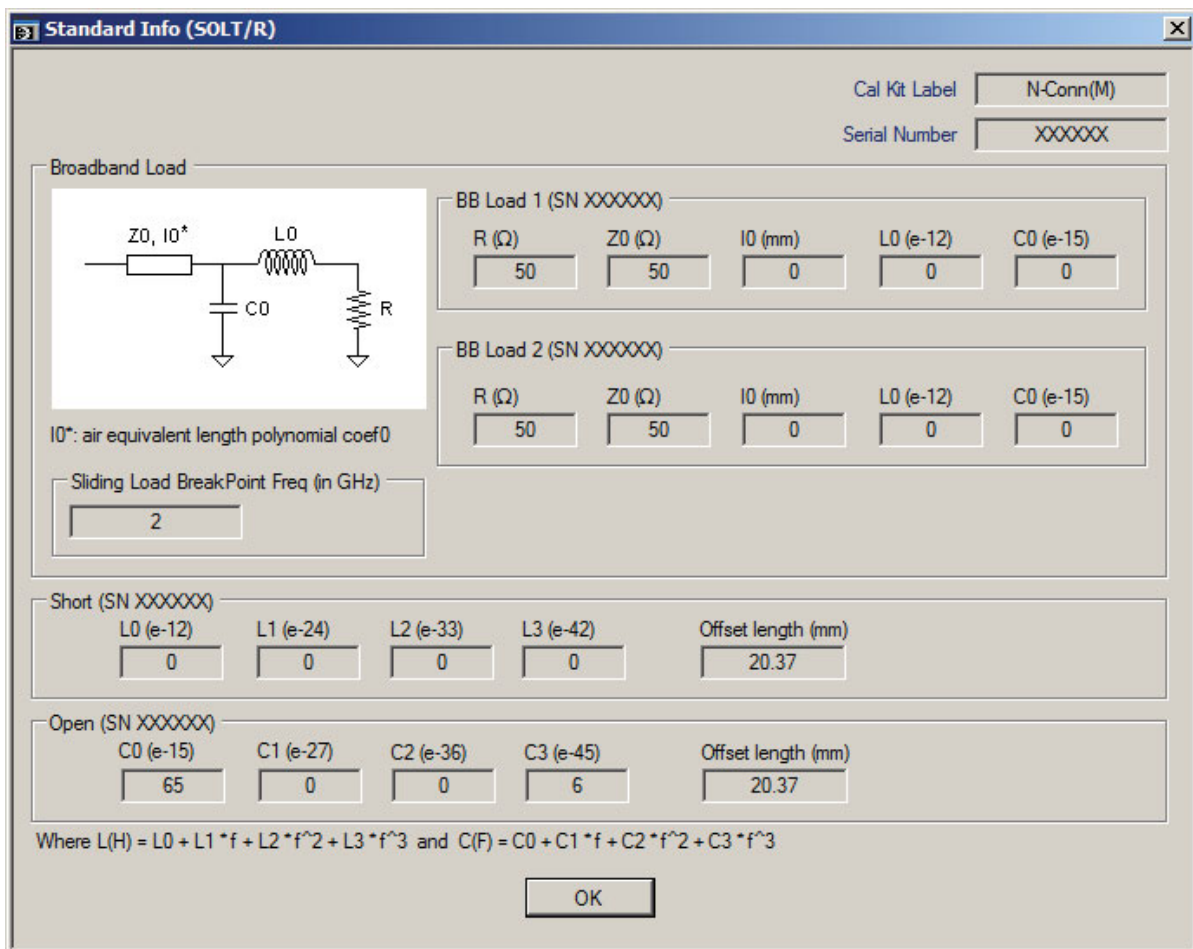 Standard Info (SOLT/R)
Cal Kit Label N-Conn(M)
Serial Number XXXXXX
Broadband Load
Z0, l0*
L0
C0
R
l0*: air equivalent length polynomial coef0
BB Load 1 (SN XXXXXX)
R (Ω) Z0 (Ω) l0 (mm) L0 (e-12) C0 (e-15)
50 50 0 0 0
BB Load 2 (SN XXXXXX)
R (Ω) Z0 (Ω) l0 (mm) L0 (e-12) C0 (e-15)
50 50 0 0 0
Sliding Load BreakPoint Freq (in GHz)
2
Short (SN XXXXXX)
L0 (e-12) L1 (e-24) L2 (e-33) L3 (e-42) Offset length (mm)
0 0 0 0 20.37
Open (SN XXXXXX)
C0 (e-15) C1 (e-27) C2 (e-36) C3 (e-45) Offset length (mm)
65 0 0 6 20.37
Where L(H) = L0 + L1 * f + L2 * f^2 + L3 * f^3 and C(F) = C0 + C1 * f + C2 * f^2 + C3 * f^3
OK